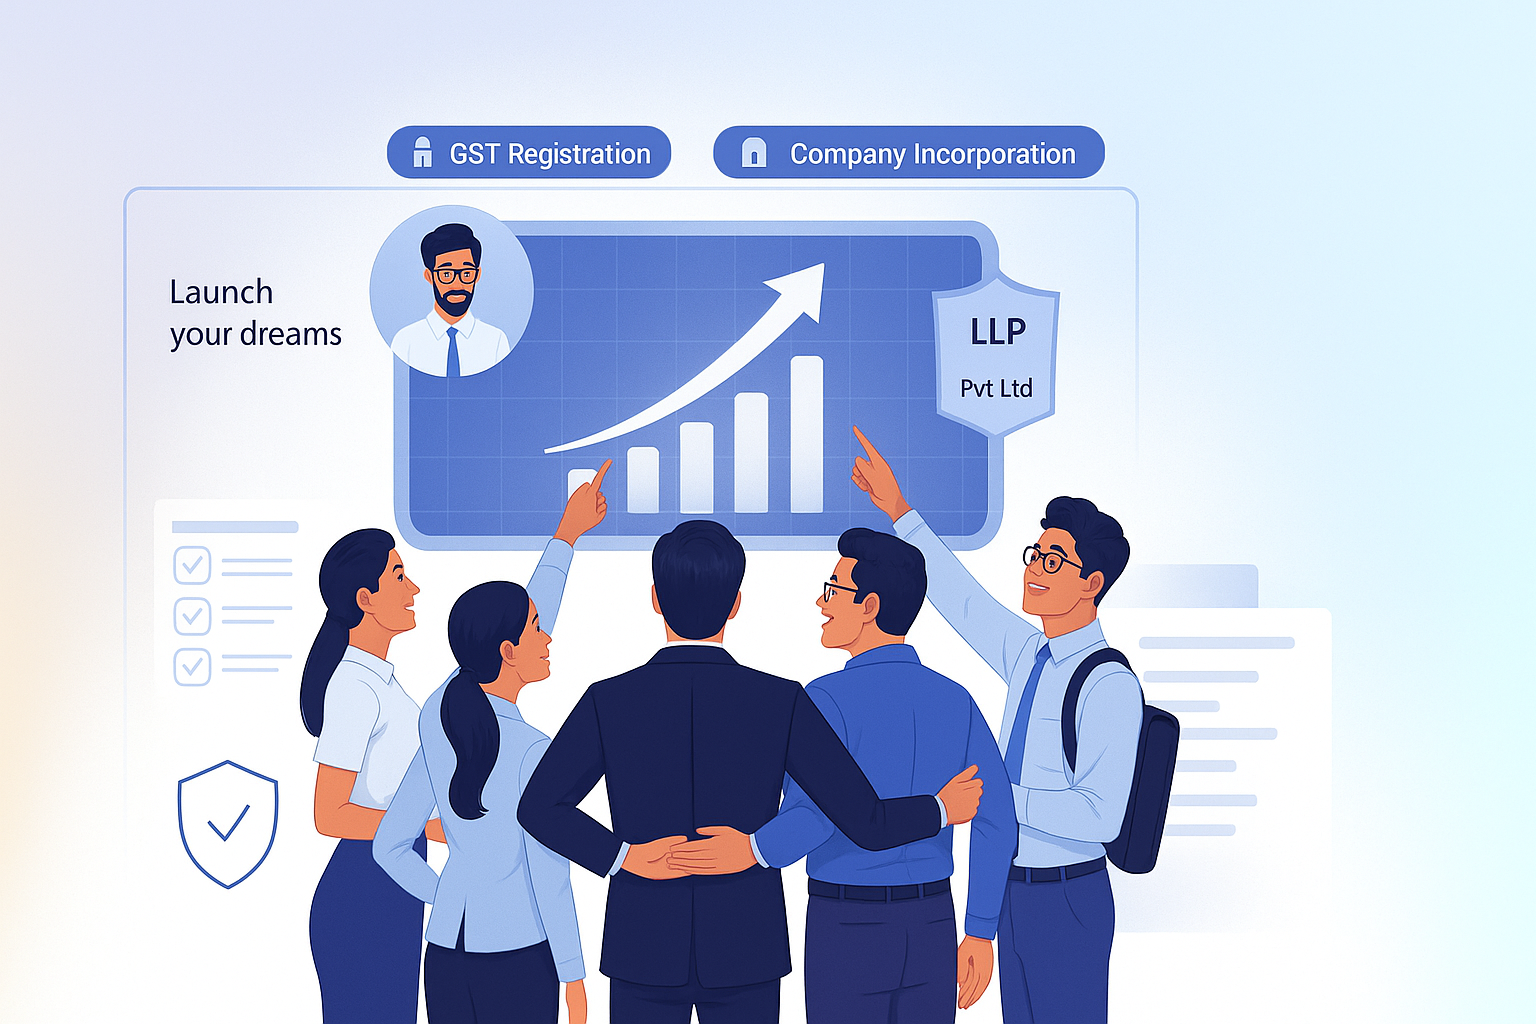 GST Registration
Company Incorporation
Launch
your dreams
LLP
Pvt Ltd